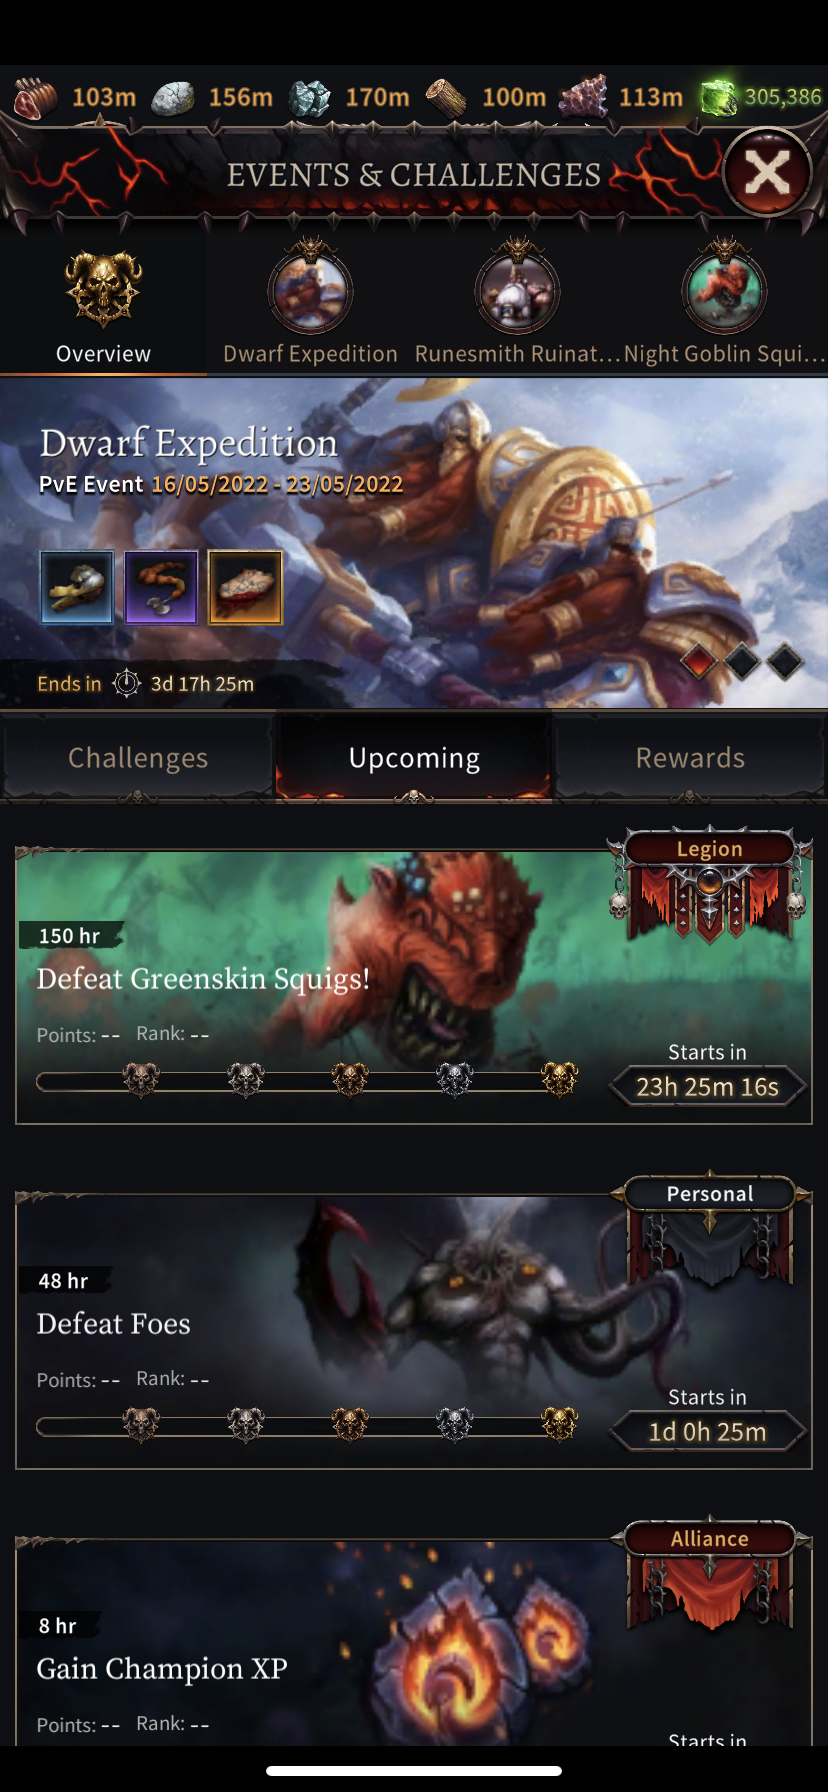 103m 156m 170m 100m 113m 305,386
EVENTS & CHALLENGES
Overview
Dwarf Expedition
Runesmith Ruinat...
Night Goblin Squi...
Dwarf Expedition
PvE Event 16/05/2022 - 23/05/2022
Ends in 3d 17h 25m
Challenges
Upcoming
Rewards
Legion
150 hr
Defeat Greenskin Squigs!
Points: -- Rank: --
Starts in
23h 25m 16s
Personal
48 hr
Defeat Foes
Points: -- Rank: --
Starts in
1d 0h 25m
Alliance
8 hr
Gain Champion XP
Points: -- Rank: --
Starts in